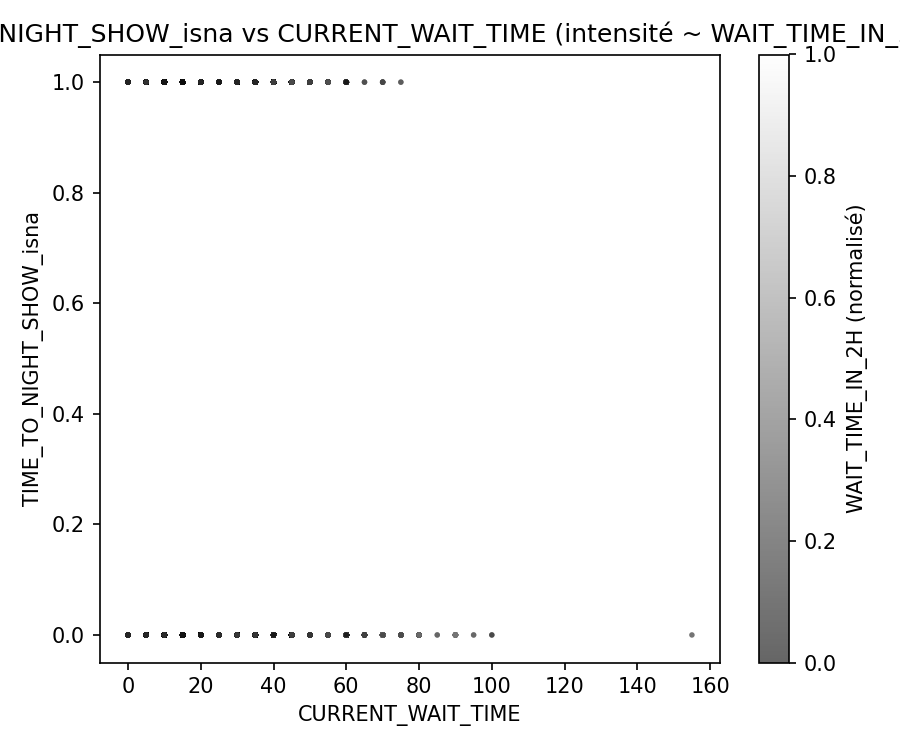 NIGHT_SHOW_isna vs CURRENT_WAIT_TIME (intensité ~ WAIT_TIME_IN_
1.0
0.8
0.6
0.4
0.2
0.0
TIME_TO_NIGHT_SHOW_isna
0 20 40 60 80 100 120 140 160
CURRENT_WAIT_TIME
1.0
0.8
0.6
0.4
0.2
0.0
WAIT_TIME_IN_2H (normalisé)